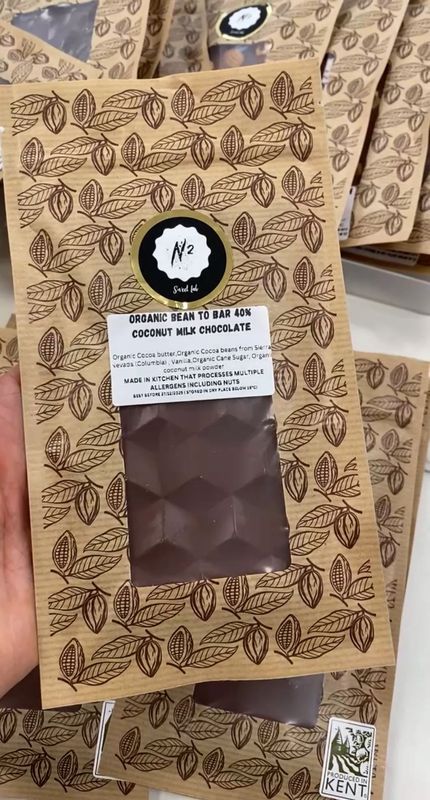 N2
Sweet Lab
ORGANIC BEAN TO BAR 40%
COCONUT MILK CHOCOLATE
Organic Cocoa butter,Organic Cocoa beans from Sierra
Nevada (Columbia) , Vanilla,Organic Cane Sugar, Organic
coconut milk powder
MADE IN KITCHEN THAT PROCESSES MULTIPLE
ALLERGENS INCLUDING NUTS
PRODUCED IN
KENT